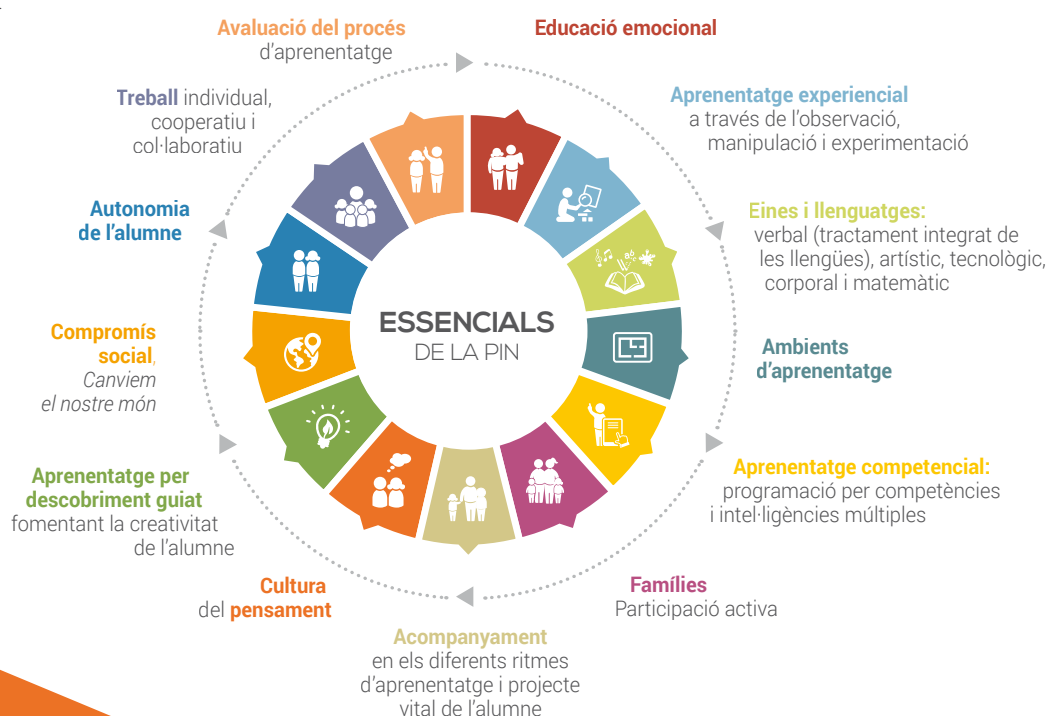 Avaluació del procés
d'aprenentatge
Educació emocional
Aprenentatge experiencial
a través de l'observació,
manipulació i experimentació
Eines i llenguatges:
verbal (tractament integrat de
les llengües), artístic, tecnològic,
corporal i matemàtic
Ambients
d'aprenentatge
Aprenentatge competencial:
programació per competències
i intel·ligències múltiples
Famílies
Participació activa
Acompanyament
en els diferents ritmes
d'aprenentatge i projecte
vital de l'alumne
Cultura
del pensament
Aprenentatge per
descobriment guiat
fomentant la creativitat
de l'alumne
Compromís
social,
Canviem
el nostre món
Autonomia
de l'alumne
Treball individual,
cooperatiu i
col·laboratiu
ESSENCIALS
DE LA PIN